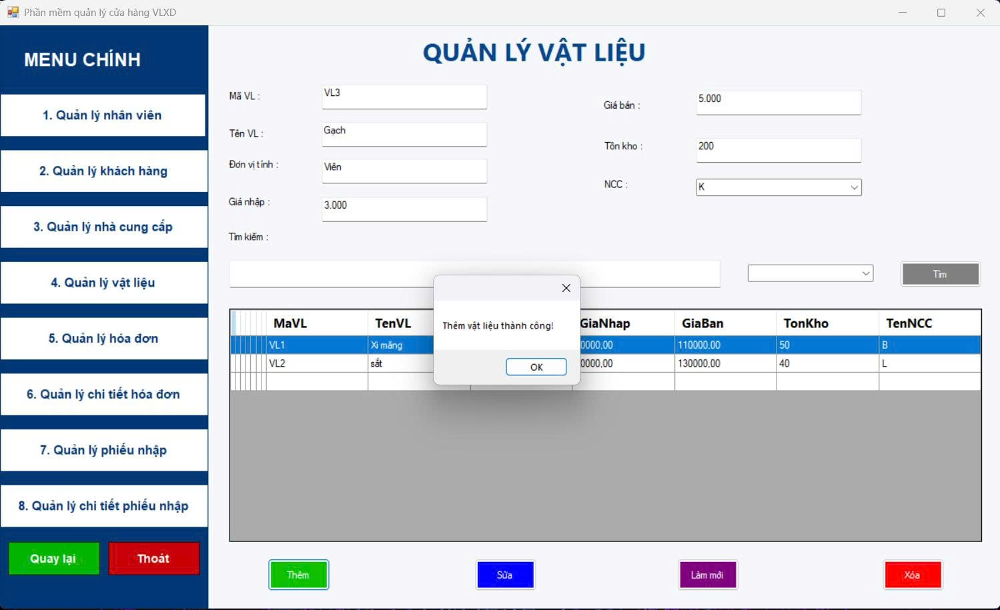 Phần mềm quản lý cửa hàng VLXD
MENU CHÍNH
1. Quản lý nhân viên
2. Quản lý khách hàng
3. Quản lý nhà cung cấp
4. Quản lý vật liệu
5. Quản lý hóa đơn
6. Quản lý chi tiết hóa đơn
7. Quản lý phiếu nhập
8. Quản lý chi tiết phiếu nhập
Quay lại Thoát
QUẢN LÝ VẬT LIỆU
Mã VL : VL3
Tên VL : Gạch
Đơn vị tính : Viên
Giá nhập : 3.000
Giá bán : 5.000
Tồn kho : 200
NCC : K
Tìm kiếm :
Tìm
MaVL TenVL GiaNhap GiaBan TonKho TenNCC
VL1 Xi măng 0000,00 110000,00 50 B
VL2 sắt 0000,00 130000,00 40 L
Thêm vật liệu thành công!
OK
Thêm Sửa Làm mới Xóa